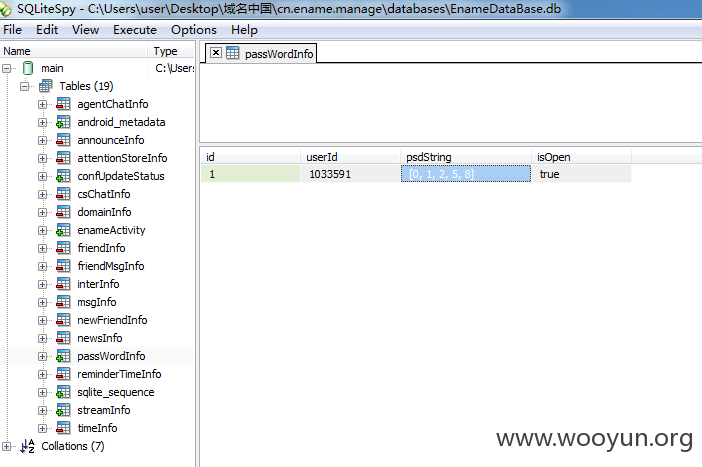 SQLiteSpy - C:\Users\user\Desktop\域名中国\cn.ename.manage\databases\EnameDataBase.db
File Edit View Execute Options Help
Name Type
main C:\Users
Tables (19)
agentChatInfo
android_metadata
announceInfo
attentionStoreInfo
confUpdateStatus
csChatInfo
domainInfo
enameActivity
friendInfo
friendMsgInfo
interInfo
msgInfo
newFriendInfo
newsInfo
passWordInfo
reminderTimeInfo
sqlite_sequence
streamInfo
timeInfo
Collations (7)
passWordInfo
id userId psdString isOpen
1 1033591 [0, 1, 2, 5, 8] true
www.wooyun.org